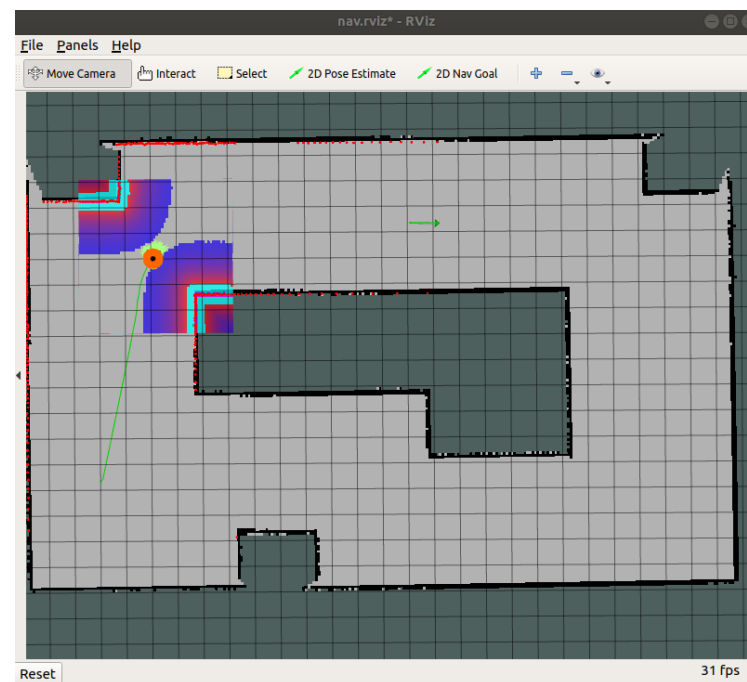 nav.rviz* - RViz
File Panels Help
Move Camera Interact Select 2D Pose Estimate 2D Nav Goal
Reset 31 fps